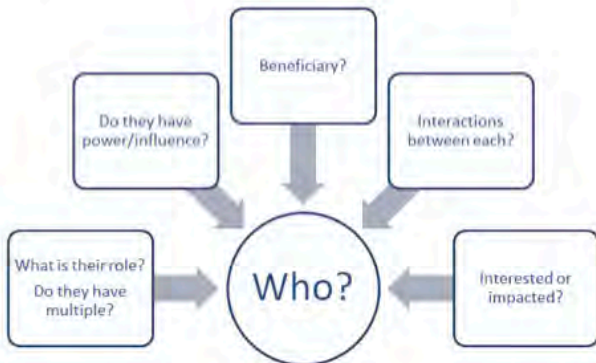 Beneficiary?
Do they have
power/influence?
Interactions
between each?
What is their role?
Do they have
multiple?
Who?
Interested or
impacted?